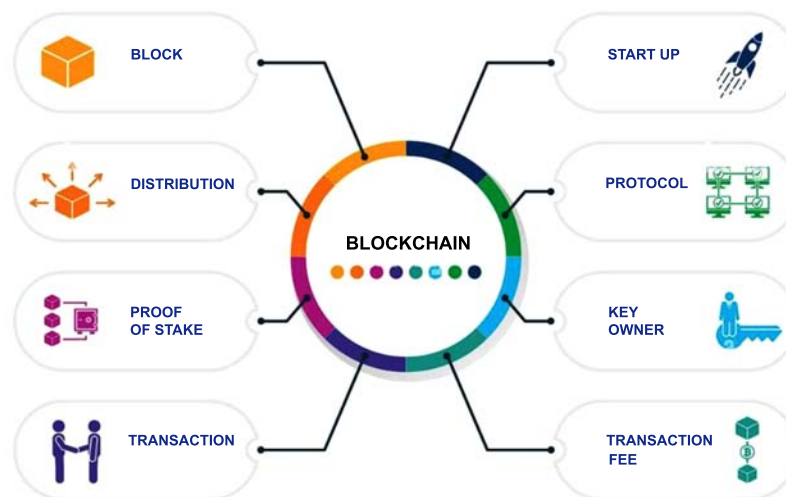 BLOCK
DISTRIBUTION
PROOF
OF STAKE
TRANSACTION
BLOCKCHAIN
START UP
PROTOCOL
KEY
OWNER
TRANSACTION
FEE